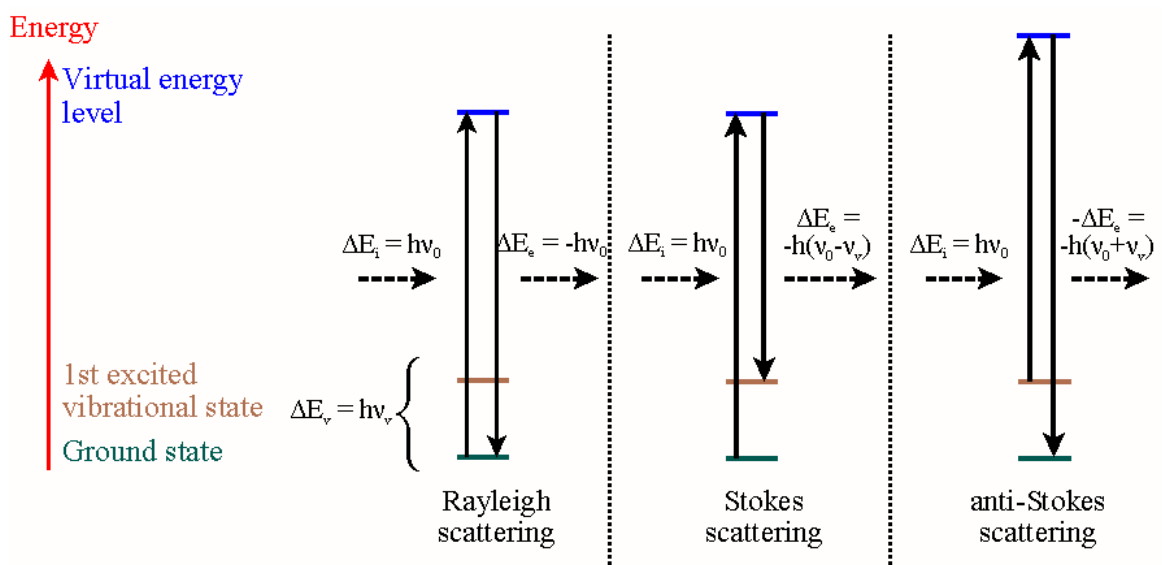 Energy
Virtual energy
level
1st excited
vibrational state
Ground state
ΔEᵥ = hνᵥ
ΔEᵢ = hν₀
ΔEₑ = -hν₀
Rayleigh
scattering
ΔEᵢ = hν₀
ΔEₑ =
-h(ν₀-νᵥ)
Stokes
scattering
ΔEᵢ = hν₀
-ΔEₑ =
-h(ν₀+νᵥ)
anti-Stokes
scattering